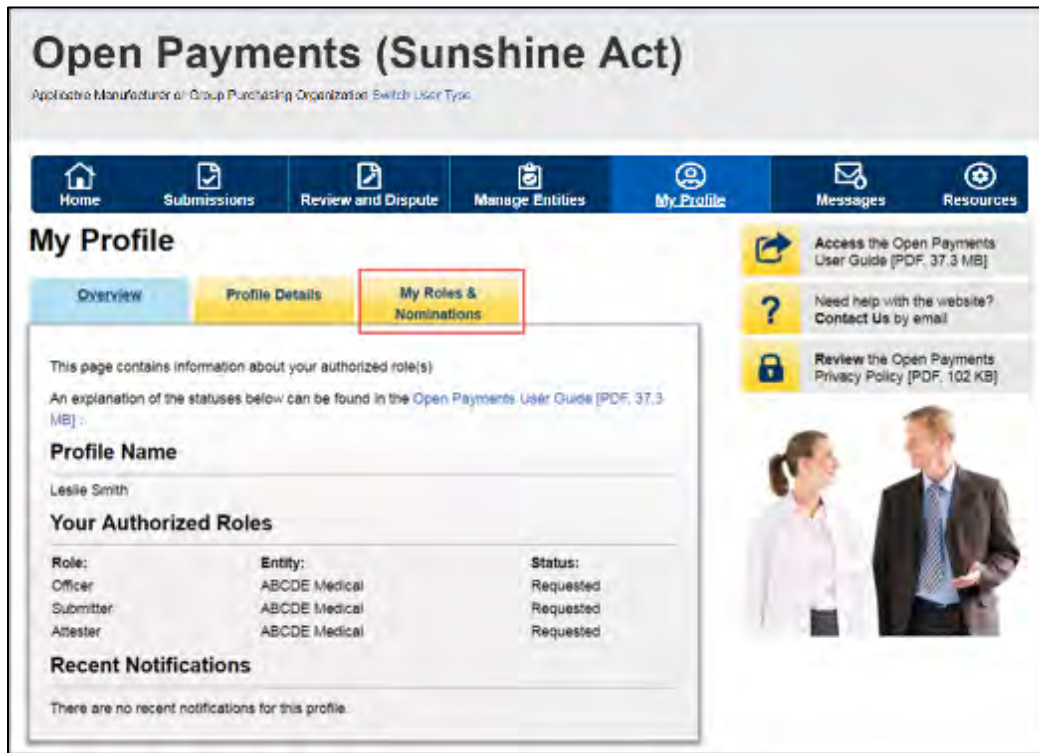 Open Payments (Sunshine Act)
Applicable Manufacturer or Group Purchasing Organization Switch User Type
Home Submissions Review and Dispute Manage Entities My Profile Messages Resources
My Profile
Overview Profile Details My Roles &
Nominations
This page contains information about your authorized role(s)
An explanation of the statuses below can be found in the Open Payments User Guide [PDF, 37.3
MB] .
Profile Name
Leslie Smith
Your Authorized Roles
Role: Entity: Status:
Officer ABCDE Medical Requested
Submitter ABCDE Medical Requested
Attester ABCDE Medical Requested
Recent Notifications
There are no recent notifications for this profile.
Access the Open Payments
User Guide [PDF, 37.3 MB]
?
Need help with the website?
Contact Us by email
Review the Open Payments
Privacy Policy [PDF, 102 KB]